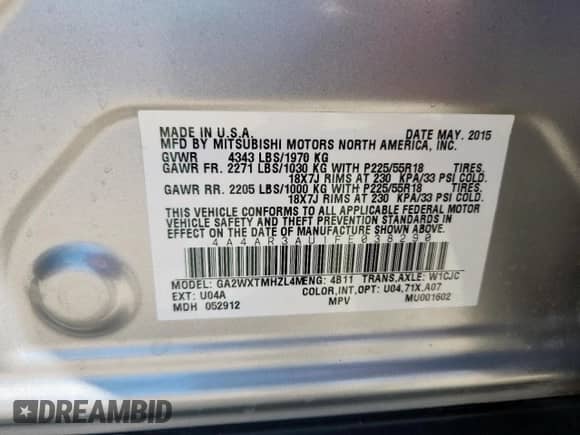 MADE IN U.S.A. DATE MAY. 2015
MFD BY MITSUBISHI MOTORS NORTH AMERICA, INC.
GVWR 4343 LBS/1970 KG
GAWR FR. 2271 LBS/1030 KG WITH P225/55R18 TIRES.
18X7J RIMS AT 230 KPA/33 PSI COLD.
GAWR RR. 2205 LBS/1000 KG WITH P225/55R18 TIRES.
18X7J RIMS AT 230 KPA/33 PSI COLD.
THIS VEHICLE CONFORMS TO ALL APPLICABLE FEDERAL MOTOR
VEHICLE SAFETY AND THEFT PREVENTION STANDARDS IN
EFFECT ON THE DATE OF MANUFACTURE SHOWN ABOVE.
4A4AR3AU1FE038290
MODEL: GA2WXTMHZL4M ENG: 4B11 TRANS,AXLE: W1CJC
EXT: U04A COLOR,INT,OPT: U04,71X,A07
MDH 052912 MPV MU001602
DREAMBID